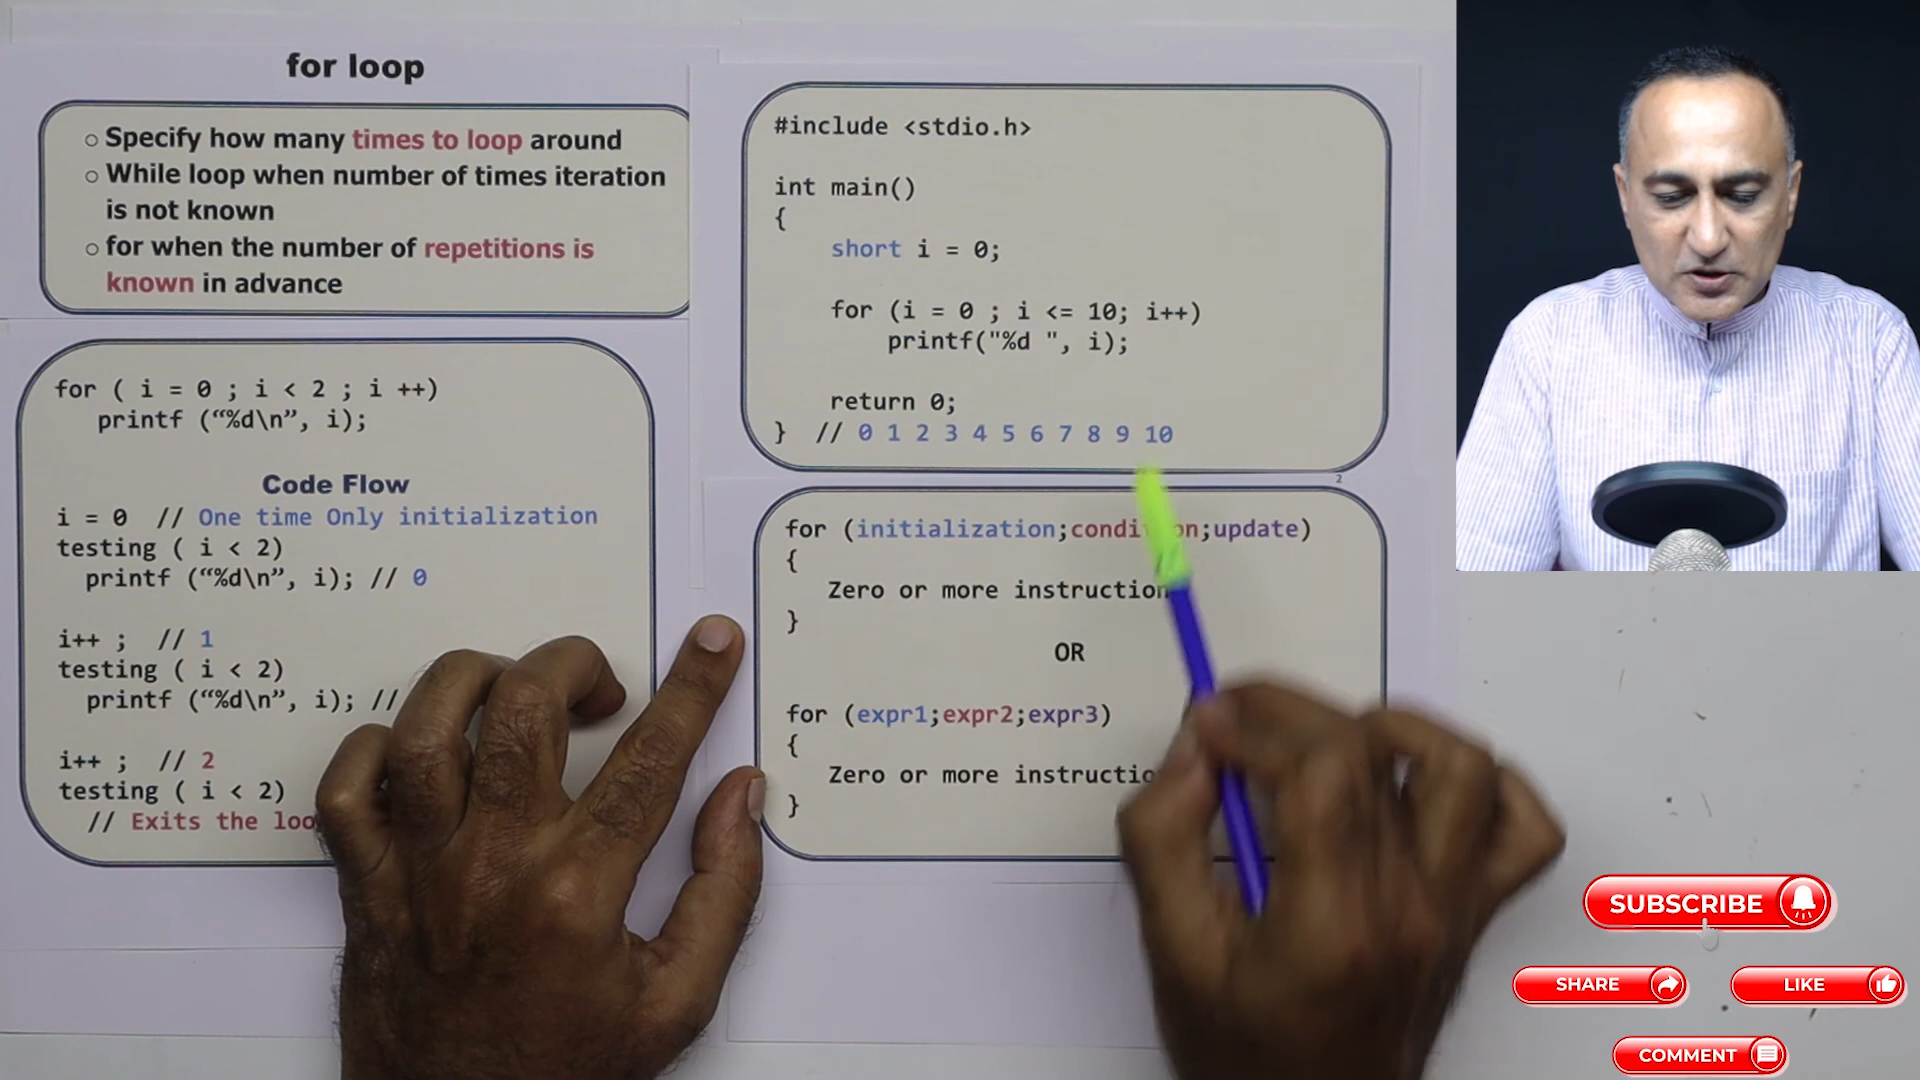 for loop
○ Specify how many times to loop around
○ While loop when number of times iteration
is not known
○ for when the number of repetitions is
known in advance
for ( i = 0 ; i < 2 ; i ++)
printf (“%d\n”, i);
Code Flow
i = 0 // One time Only initialization
testing ( i < 2)
printf (“%d\n”, i); // 0
i++ ; // 1
testing ( i < 2)
printf (“%d\n”, i); //
i++ ; // 2
testing ( i < 2)
// Exits the
#include <stdio.h>
int main()
{
short i = 0;
for (i = 0 ; i <= 10; i++)
printf("%d ", i);
return 0;
} // 0 1 2 3 4 5 6 7 8 9 10
2
for (initialization;condition;update)
{
Zero or more instruction
}
OR
for (expr1;expr2;expr3)
{
Zero or more
}
SUBSCRIBE
SHARE
LIKE
COMMENT